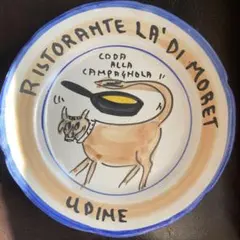 RISTORANTE LA' DI MORET
CODA
ALLA
CAMPAGNOLA"
UDINE